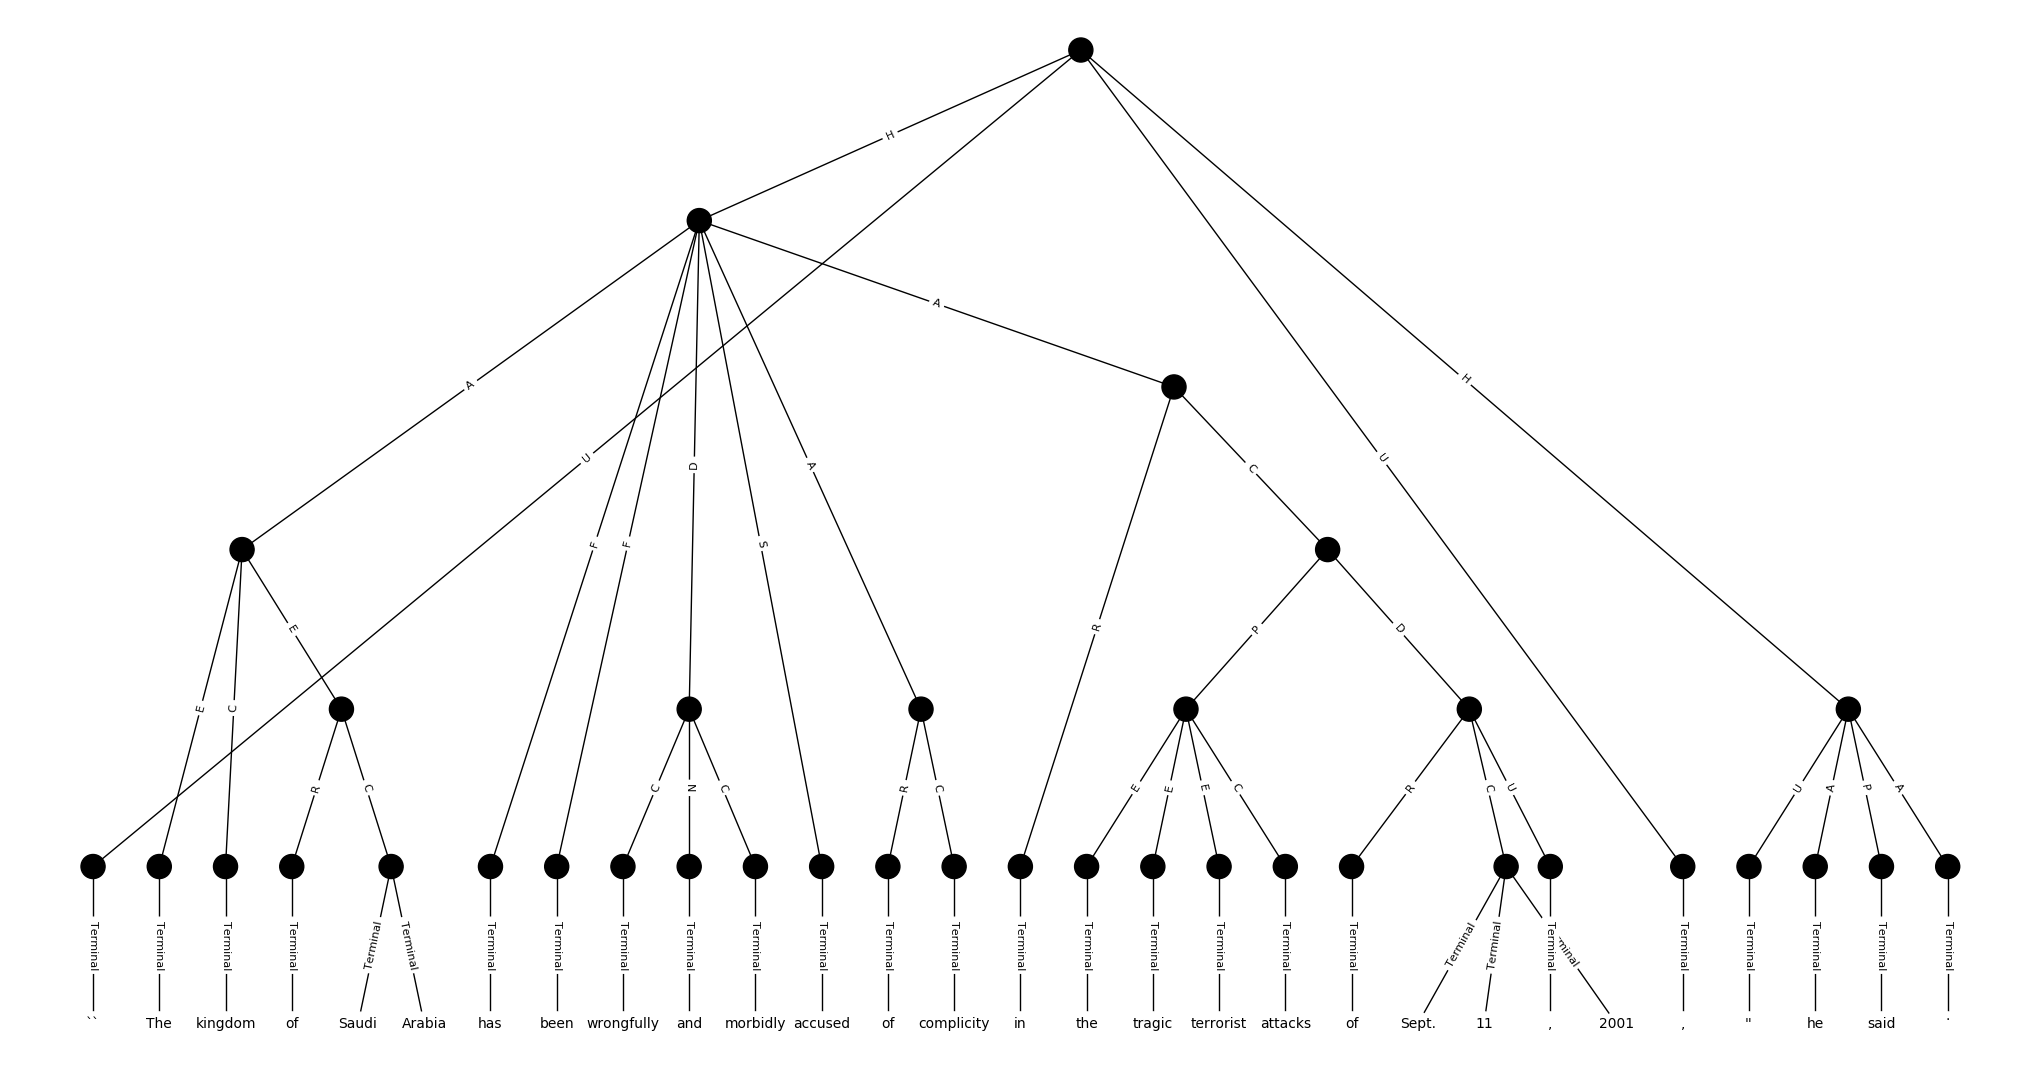 H
A
A
U
D
A
C
U
H
F
F
S
E
R
P
D
E
C
R
C
C
N
C
R
C
E
E
E
C
R
C
U
U
A
P
A
Terminal Terminal Terminal Terminal Terminal Terminal Terminal Terminal Terminal Terminal Terminal Terminal Terminal Terminal Terminal Terminal Terminal Terminal Terminal Terminal Terminal Terminal Terminal minal Terminal Terminal Terminal Terminal Terminal
`` The kingdom of Saudi Arabia has been wrongfully and morbidly accused of complicity in the tragic terrorist attacks of Sept. 11 , 2001 , " he said .